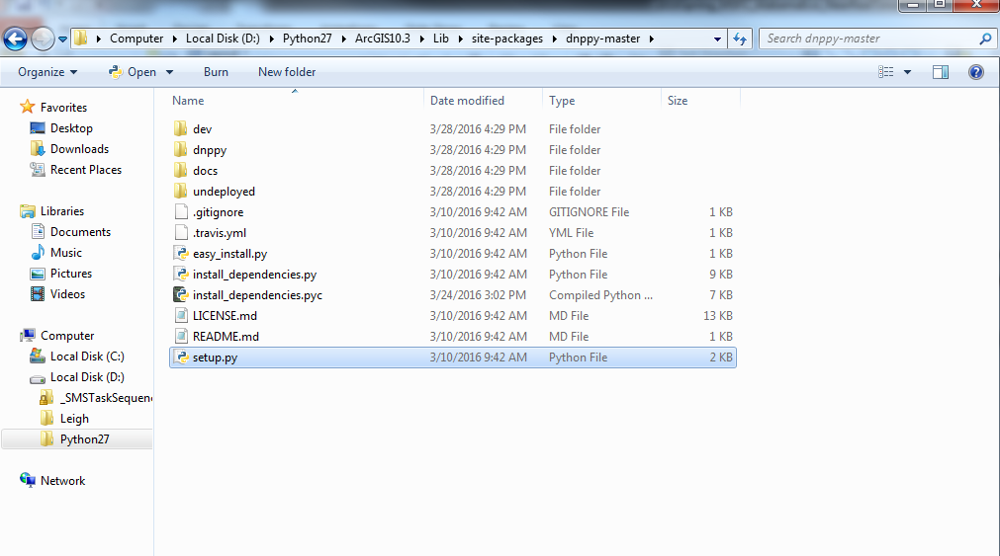 Computer Local Disk (D:) Python27 ArcGIS10.3 Lib site-packages dnppy-master Search dnppy-master
Organize Open Burn New folder
Name Date modified Type Size
Favorites
Desktop
Downloads
Recent Places
Libraries
Documents
Music
Pictures
Videos
Computer
Local Disk (C:)
Local Disk (D:)
_SMSTaskSequen
Leigh
Python27
Network
dev 3/28/2016 4:29 PM File folder
dnppy 3/28/2016 4:29 PM File folder
docs 3/28/2016 4:29 PM File folder
undeployed 3/28/2016 4:29 PM File folder
.gitignore 3/10/2016 9:42 AM GITIGNORE File 1 KB
.travis.yml 3/10/2016 9:42 AM YML File 1 KB
easy_install.py 3/10/2016 9:42 AM Python File 1 KB
install_dependencies.py 3/10/2016 9:42 AM Python File 9 KB
install_dependencies.pyc 3/24/2016 3:02 PM Compiled Python ... 7 KB
LICENSE.md 3/10/2016 9:42 AM MD File 13 KB
README.md 3/10/2016 9:42 AM MD File 1 KB
setup.py 3/10/2016 9:42 AM Python File 2 KB